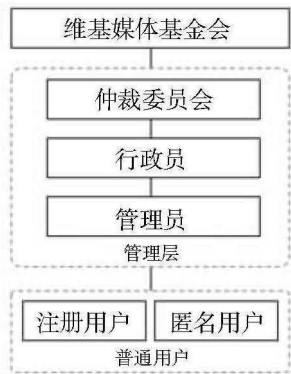 维基媒体基金会
仲裁委员会
行政员
管理员
管理层
注册用户 匿名用户
普通用户